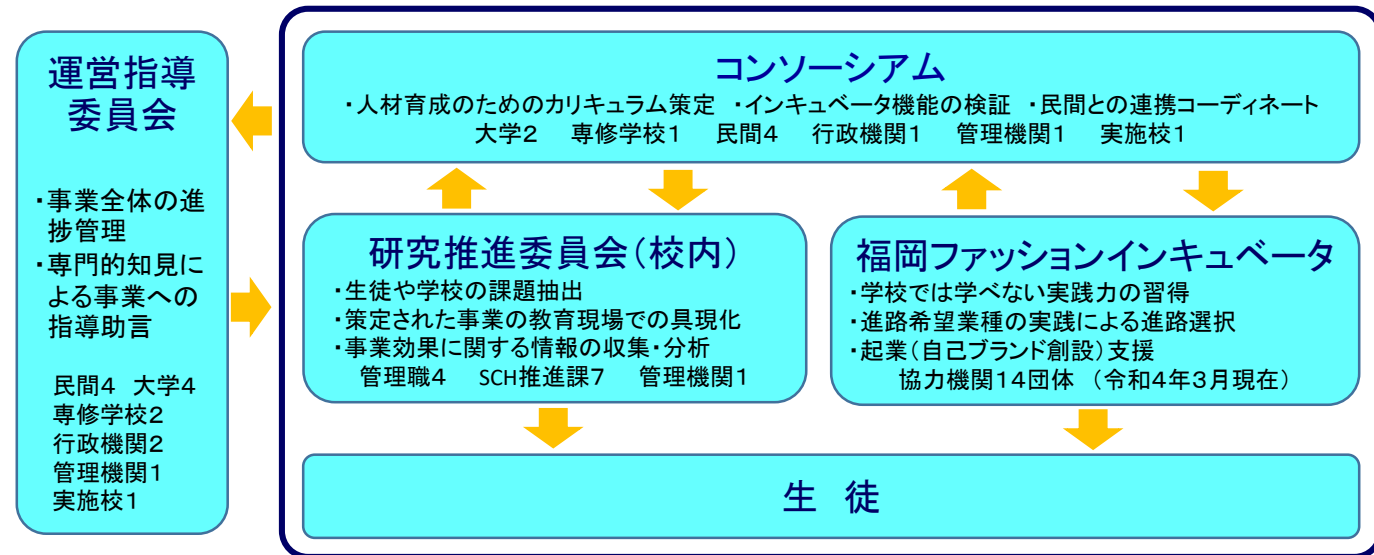 運営指導
委員会
・事業全体の進
捗管理
・専門的知見に
よる事業への
指導助言
民間4 大学4
専修学校2
行政機関2
管理機関1
実施校1
コンソーシアム
・人材育成のためのカリキュラム策定 ・インキュベータ機能の検証 ・民間との連携コーディネート
大学2 専修学校1 民間4 行政機関1 管理機関1 実施校1
研究推進委員会(校内)
・生徒や学校の課題抽出
・策定された事業の教育現場での具現化
・事業効果に関する情報の収集・分析
管理職4 SCH推進課7 管理機関1
福岡ファッションインキュベータ
・学校では学べない実践力の習得
・進路希望業種の実践による進路選択
・起業(自己ブランド創設)支援
協力機関14団体 (令和4年3月現在)
生 徒